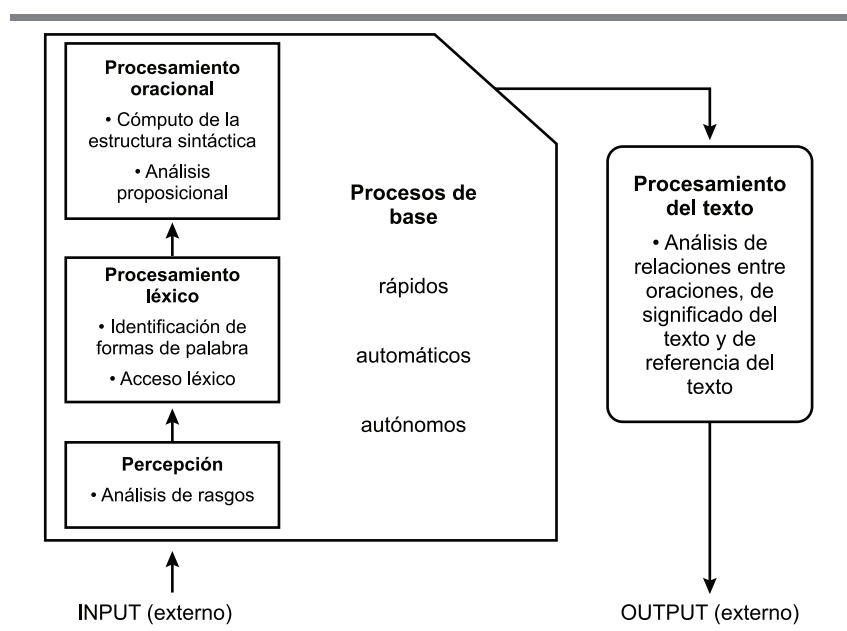 Procesamiento
oracional
• Cómputo de la
estructura sintáctica
• Análisis
proposicional
Procesamiento
léxico
• Identificación de
formas de palabra
• Acceso léxico
Percepción
• Análisis de rasgos
INPUT (externo)
Procesos de
base
rápidos
automáticos
autónomos
Procesamiento
del texto
• Análisis de
relaciones entre
oraciones, de
significado del
texto y de
referencia del
texto
OUTPUT (externo)